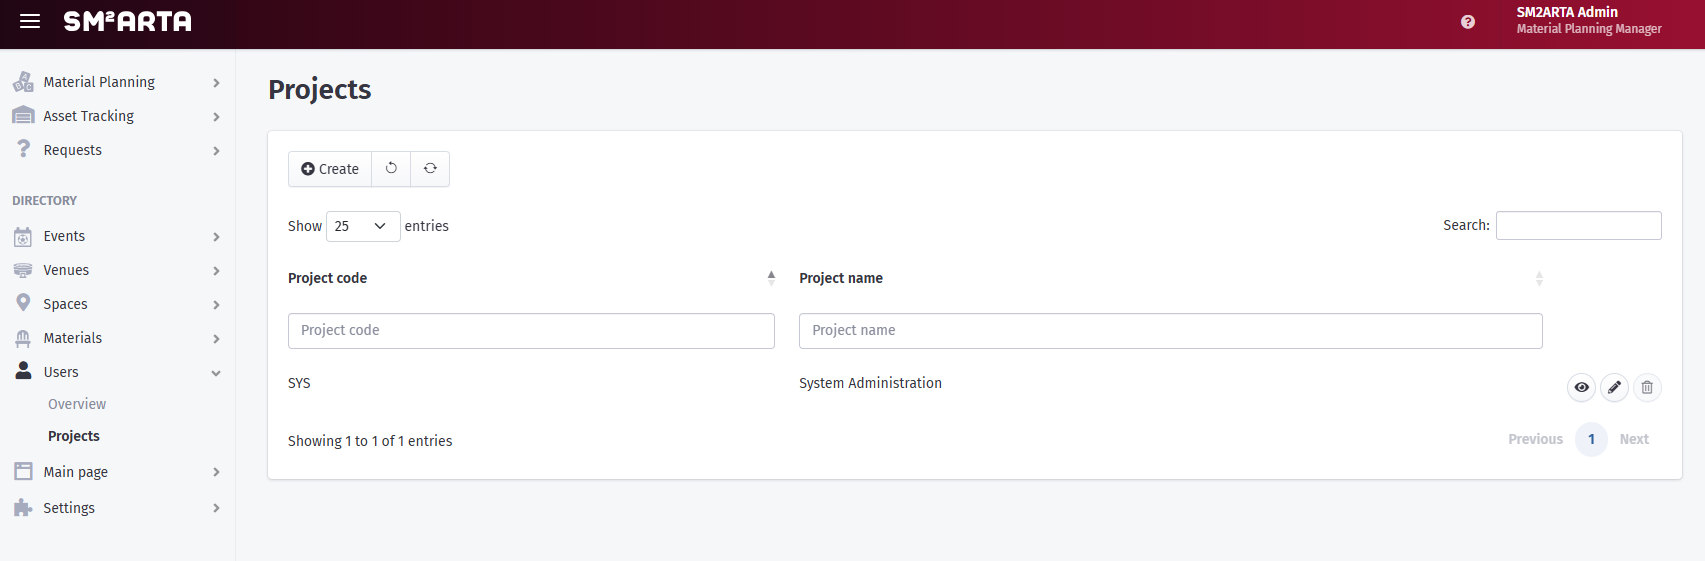 SM²ARTA
SM2ARTA Admin
Material Planning Manager
Material Planning
Asset Tracking
Requests
DIRECTORY
Events
Venues
Spaces
Materials
Users
Overview
Projects
Main page
Settings
Projects
Create
Show 25 entries
Search:
Project code Project name
Project code Project name
SYS System Administration
Showing 1 to 1 of 1 entries
Previous 1 Next